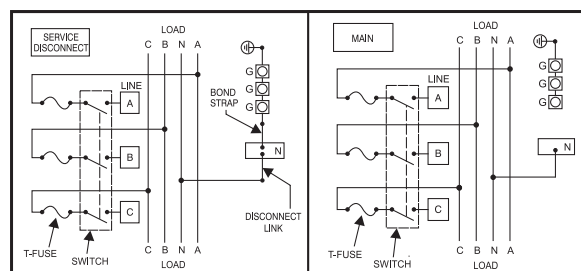 SERVICE
DISCONNECT
LOAD
C B N A
LINE
A
B
C
G
G
G
BOND
STRAP
N
DISCONNECT
LINK
T-FUSE
SWITCH
C B N A
LOAD
MAIN
LOAD
C B N A
LINE
A
B
C
G
G
G
N
T-FUSE
SWITCH
C B N A
LOAD